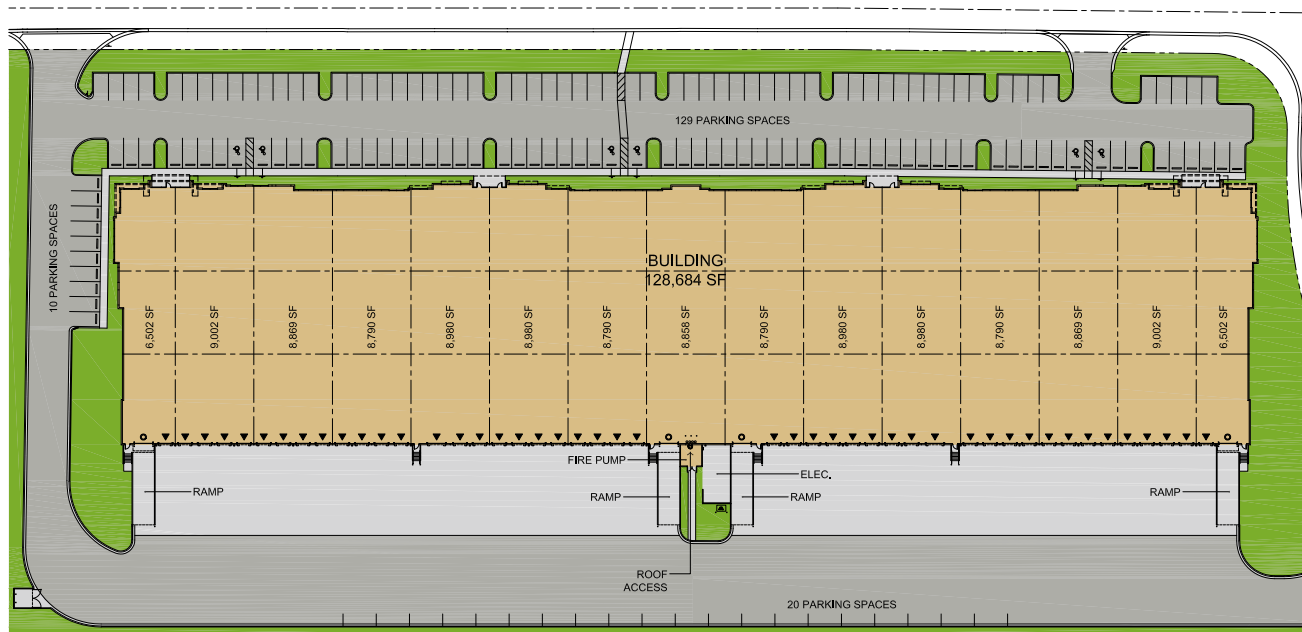 129 PARKING SPACES
10 PARKING SPACES
BUILDING
128,684 SF
6,502 SF
9,002 SF
8,869 SF
8,790 SF
8,980 SF
8,980 SF
8,790 SF
8,858 SF
8,790 SF
8,980 SF
8,980 SF
8,790 SF
8,869 SF
9,002 SF
6,502 SF
FIRE PUMP
ELEC.
RAMP
RAMP
RAMP
RAMP
ROOF
ACCESS
20 PARKING SPACES